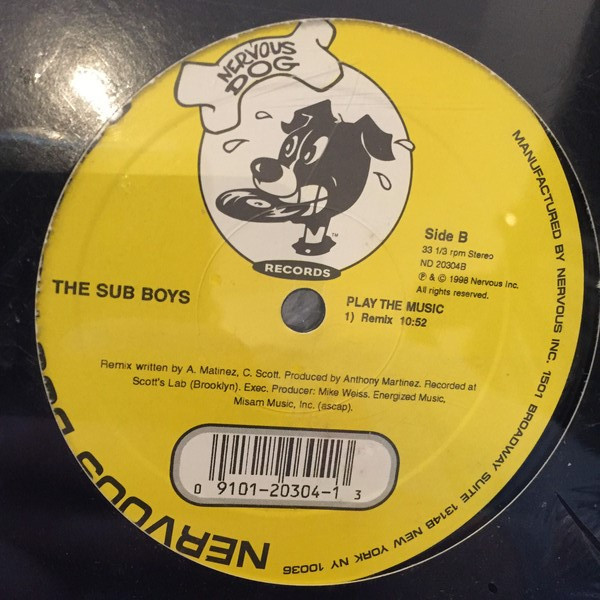 NERVOUS
DOG
TM
RECORDS
Side B
33 1/3 rpm Stereo
ND 20304B
℗ & © 1998 Nervous Inc.
All rights reserved.
THE SUB BOYS
PLAY THE MUSIC
1) Remix 10:52
Remix written by A. Matinez, C. Scott. Produced by Anthony Martinez. Recorded at
Scott's Lab (Brooklyn). Exec. Producer: Mike Weiss. Energized Music,
Misam Music, Inc. (ascap).
0 9101-20304-1 3
MANUFACTURED BY NERVOUS INC. 1501 BROADWAY SUITE 1314B NEW YORK NY 10036
NERVOUS